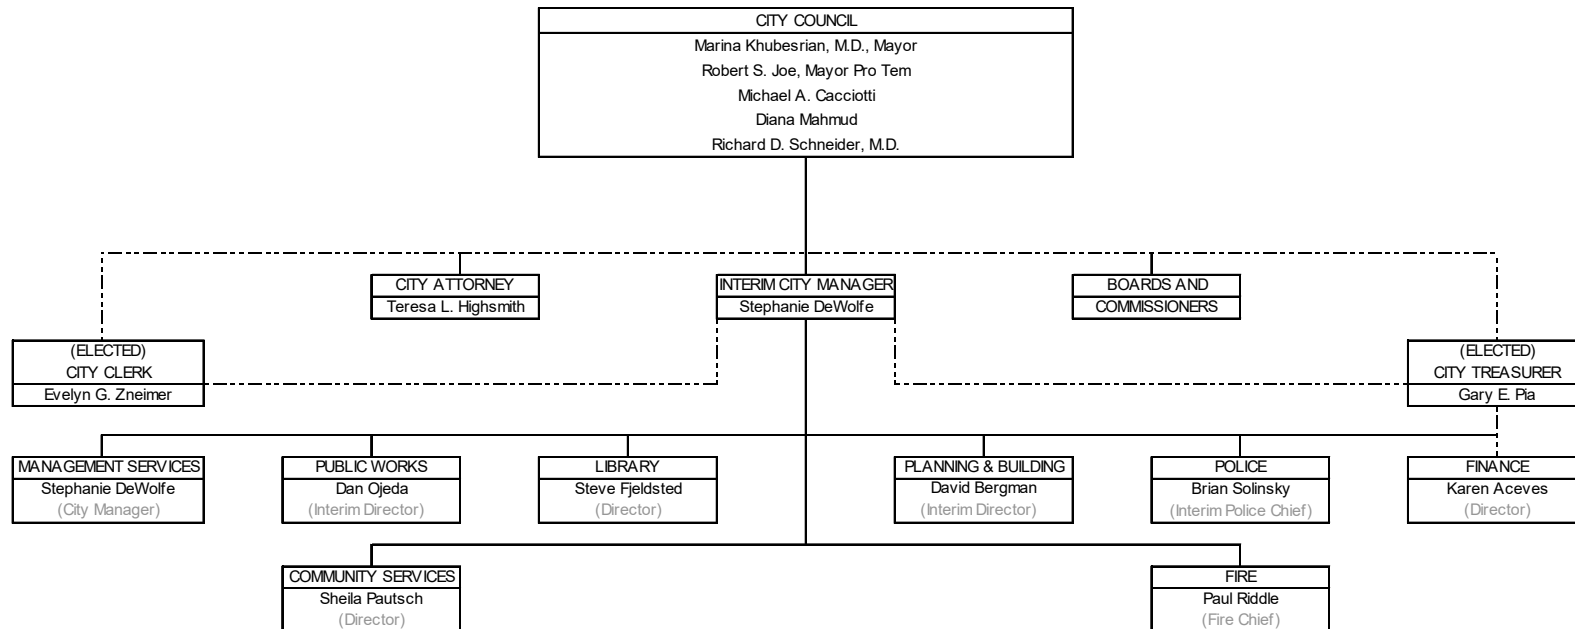 CITY COUNCIL
Marina Khubesrian, M.D., Mayor
Robert S. Joe, Mayor Pro Tem
Michael A. Cacciotti
Diana Mahmud
Richard D. Schneider, M.D.
CITY ATTORNEY
Teresa L. Highsmith
INTERIM CITY MANAGER
Stephanie DeWolfe
BOARDS AND
COMMISSIONERS
(ELECTED)
CITY CLERK
Evelyn G. Zneimer
(ELECTED)
CITY TREASURER
Gary E. Pia
MANAGEMENT SERVICES
Stephanie DeWolfe
(City Manager)
PUBLIC WORKS
Dan Ojeda
(Interim Director)
LIBRARY
Steve Fjeldsted
(Director)
PLANNING & BUILDING
David Bergman
(Interim Director)
POLICE
Brian Solinsky
(Interim Police Chief)
FINANCE
Karen Aceves
(Director)
COMMUNITY SERVICES
Sheila Pautsch
(Director)
FIRE
Paul Riddle
(Fire Chief)